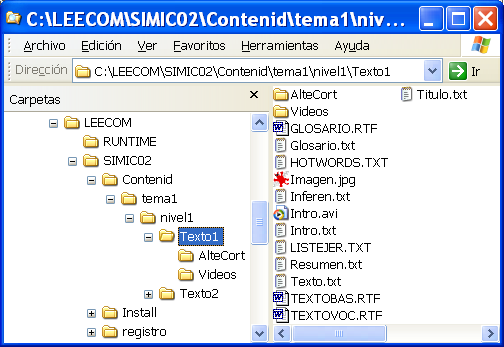 C:\LEECOM\SIMIC02\Contenid\tema1\niv...
Archivo Edición Ver Favoritos Herramientas Ayuda
Dirección C:\LEECOM\SIMIC02\Contenid\tema1\nivel1\Texto1 Ir
Carpetas
LEECOM
RUNTIME
SIMIC02
Contenid
tema1
nivel1
Texto1
AlteCort
Videos
Texto2
Install
registro
AlteCort
Videos
GLOSARIO.RTF
Glosario.txt
HOTWORDS.TXT
Imagen.jpg
Inferen.txt
Intro.avi
Intro.txt
LISTEJER.TXT
Resumen.txt
Texto.txt
TEXTOBAS.RTF
TEXTOVOC.RTF
Titulo.txt